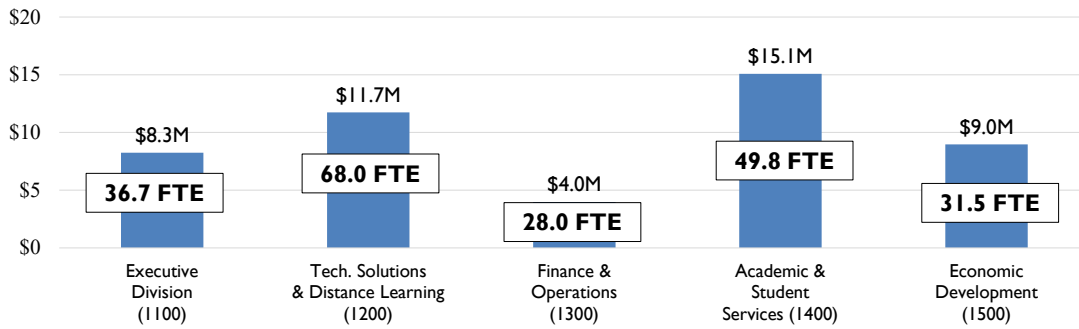 $20
$15
$10
$5
$0
$8.3M
36.7 FTE
$11.7M
68.0 FTE
$4.0M
28.0 FTE
$15.1M
49.8 FTE
$9.0M
31.5 FTE
Executive
Division
(1100)
Tech. Solutions
& Distance Learning
(1200)
Finance &
Operations
(1300)
Academic &
Student
Services (1400)
Economic
Development
(1500)